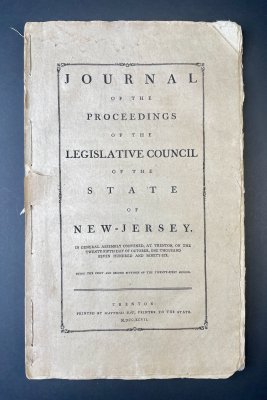 JOURNAL
OF THE
PROCEEDINGS
OF THE
LEGISLATIVE COUNCIL
OF THE
STATE
OF
NEW-JERSEY.
IN GENERAL ASSEMBLY CONVENED, AT TRENTON, ON THE
TWENTY-FIFTH DAY OF OCTOBER, ONE THOUSAND
SEVEN HUNDRED AND NINETY-SIX.
BEING THE FIRST AND SECOND SITTINGS OF THE TWENTY-FIRST SESSION.
TRENTON:
PRINTED BY MATTHIAS DAY, PRINTER TO THE STATE.
M.DCC.XCVII.